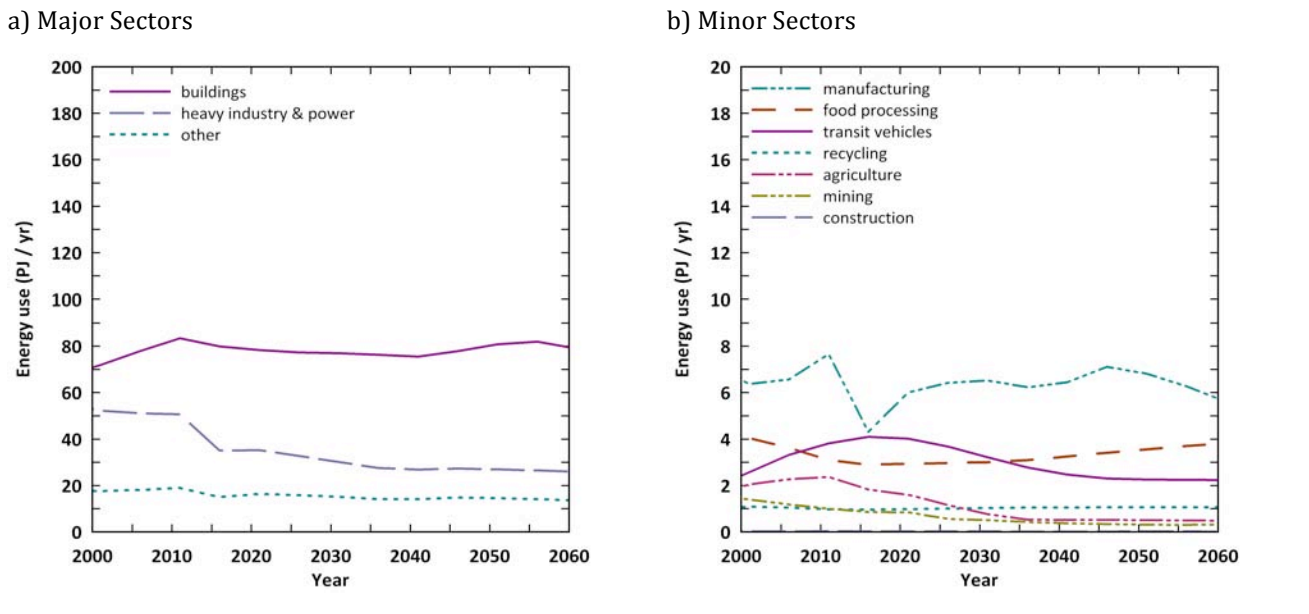 a) Major Sectors
200
180
160
140
120
100
80
60
40
20
0
Energy use (PJ / yr)
buildings
heavy industry & power
other
2000 2010 2020 2030 2040 2050 2060
Year
b) Minor Sectors
20
18
16
14
12
10
8
6
4
2
0
Energy use (PJ / yr)
manufacturing
food processing
transit vehicles
recycling
agriculture
mining
construction
2000 2010 2020 2030 2040 2050 2060
Year